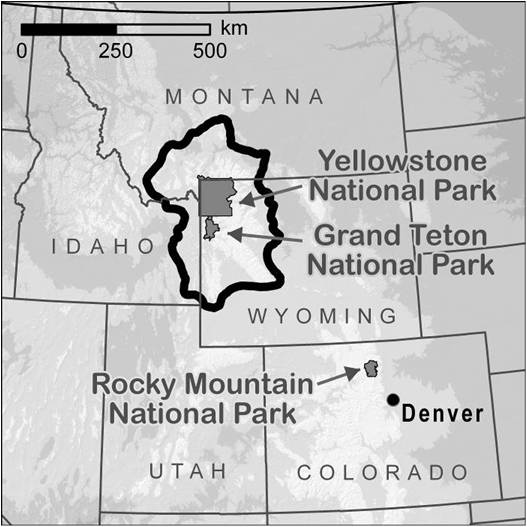 km
0 250 500
MONTANA
Yellowstone
National Park
Grand Teton
National Park
IDAHO
WYOMING
Rocky Mountain
National Park
Denver
UTAH
COLORADO